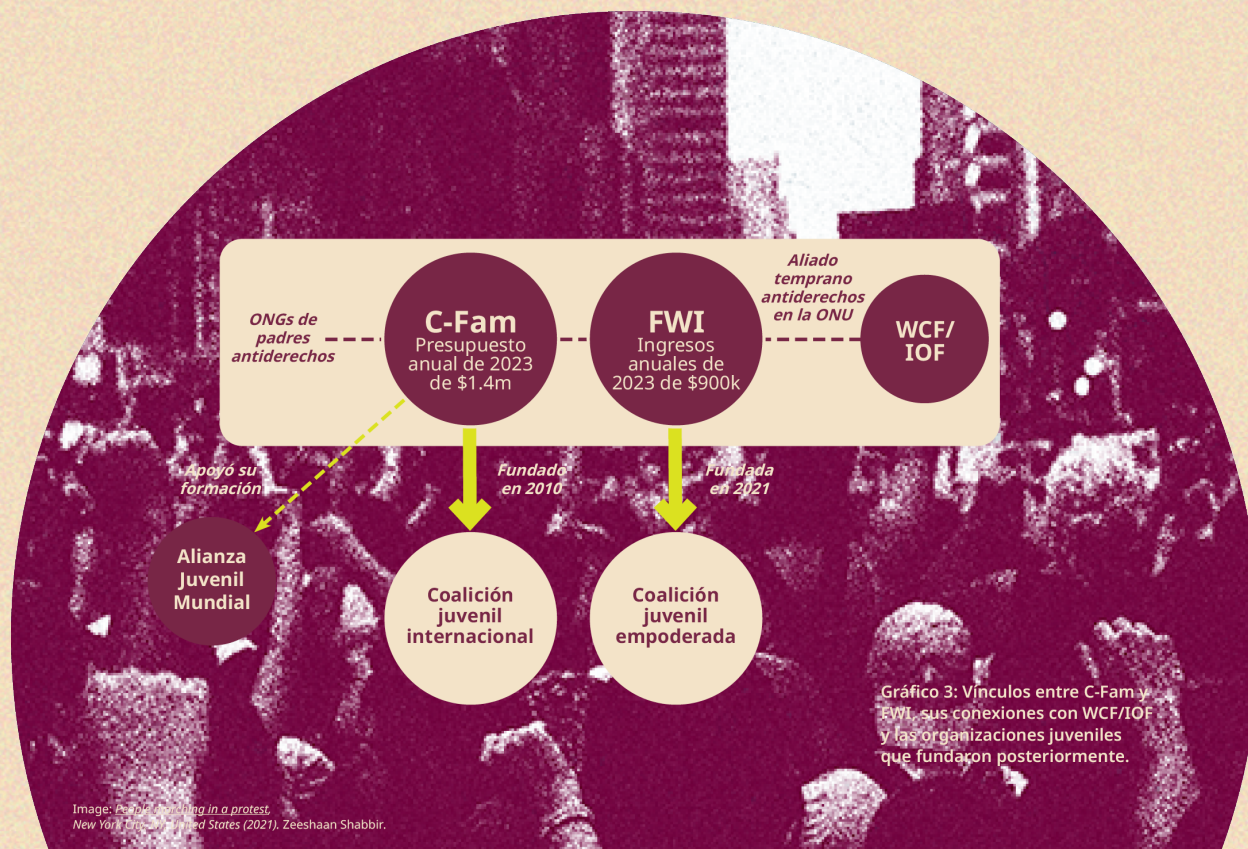 Aliado
temprano
antiderechos
en la ONU
ONGs de
padres
antiderechos
C-Fam
Presupuesto
anual de 2023
de $1.4m
FWI
Ingresos
anuales de
2023 de $900k
WCF/
IOF
Apoyó su
formación
Fundado
en 2010
Fundada
en 2021
Alianza
Juvenil
Mundial
Coalición
juvenil
internacional
Coalición
juvenil
empoderada
Gráfico 3: Vínculos entre C-Fam y
FWI, sus conexiones con WCF/IOF
y las organizaciones juveniles
que fundaron posteriormente.
Image: People marching in a protest,
New York City, United States (2021). Zeeshaan Shabbir.